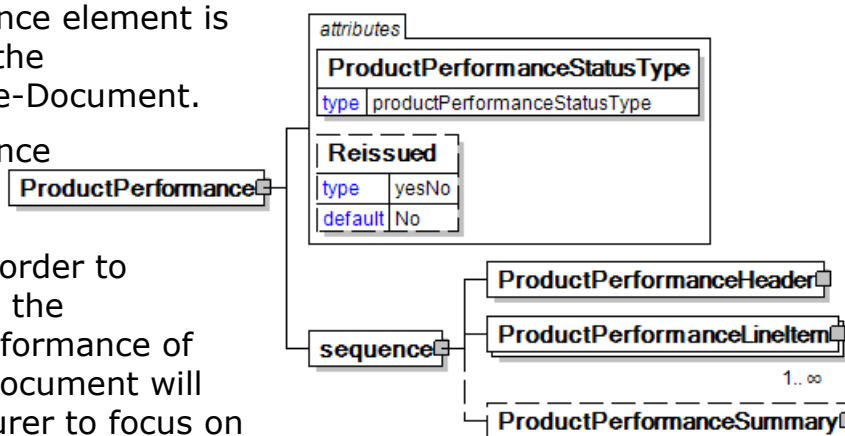 nce element is
the
e-Document.
nce
order to
the
formance of
ocument will
urer to focus on
ProductPerformance
attributes
ProductPerformanceStatusType
type productPerformanceStatusType
Reissued
type yesNo
default No
sequence
ProductPerformanceHeader
ProductPerformanceLineItem
1.. ∞
ProductPerformanceSummary